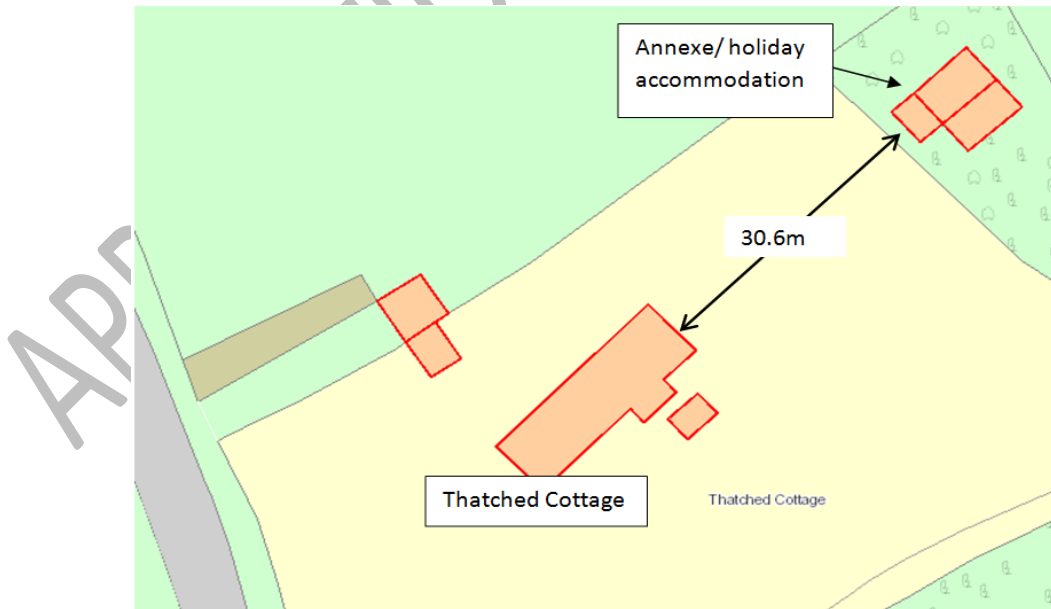 Annexe/ holiday
accommodation
30.6m
Thatched Cottage
Thatched Cottage